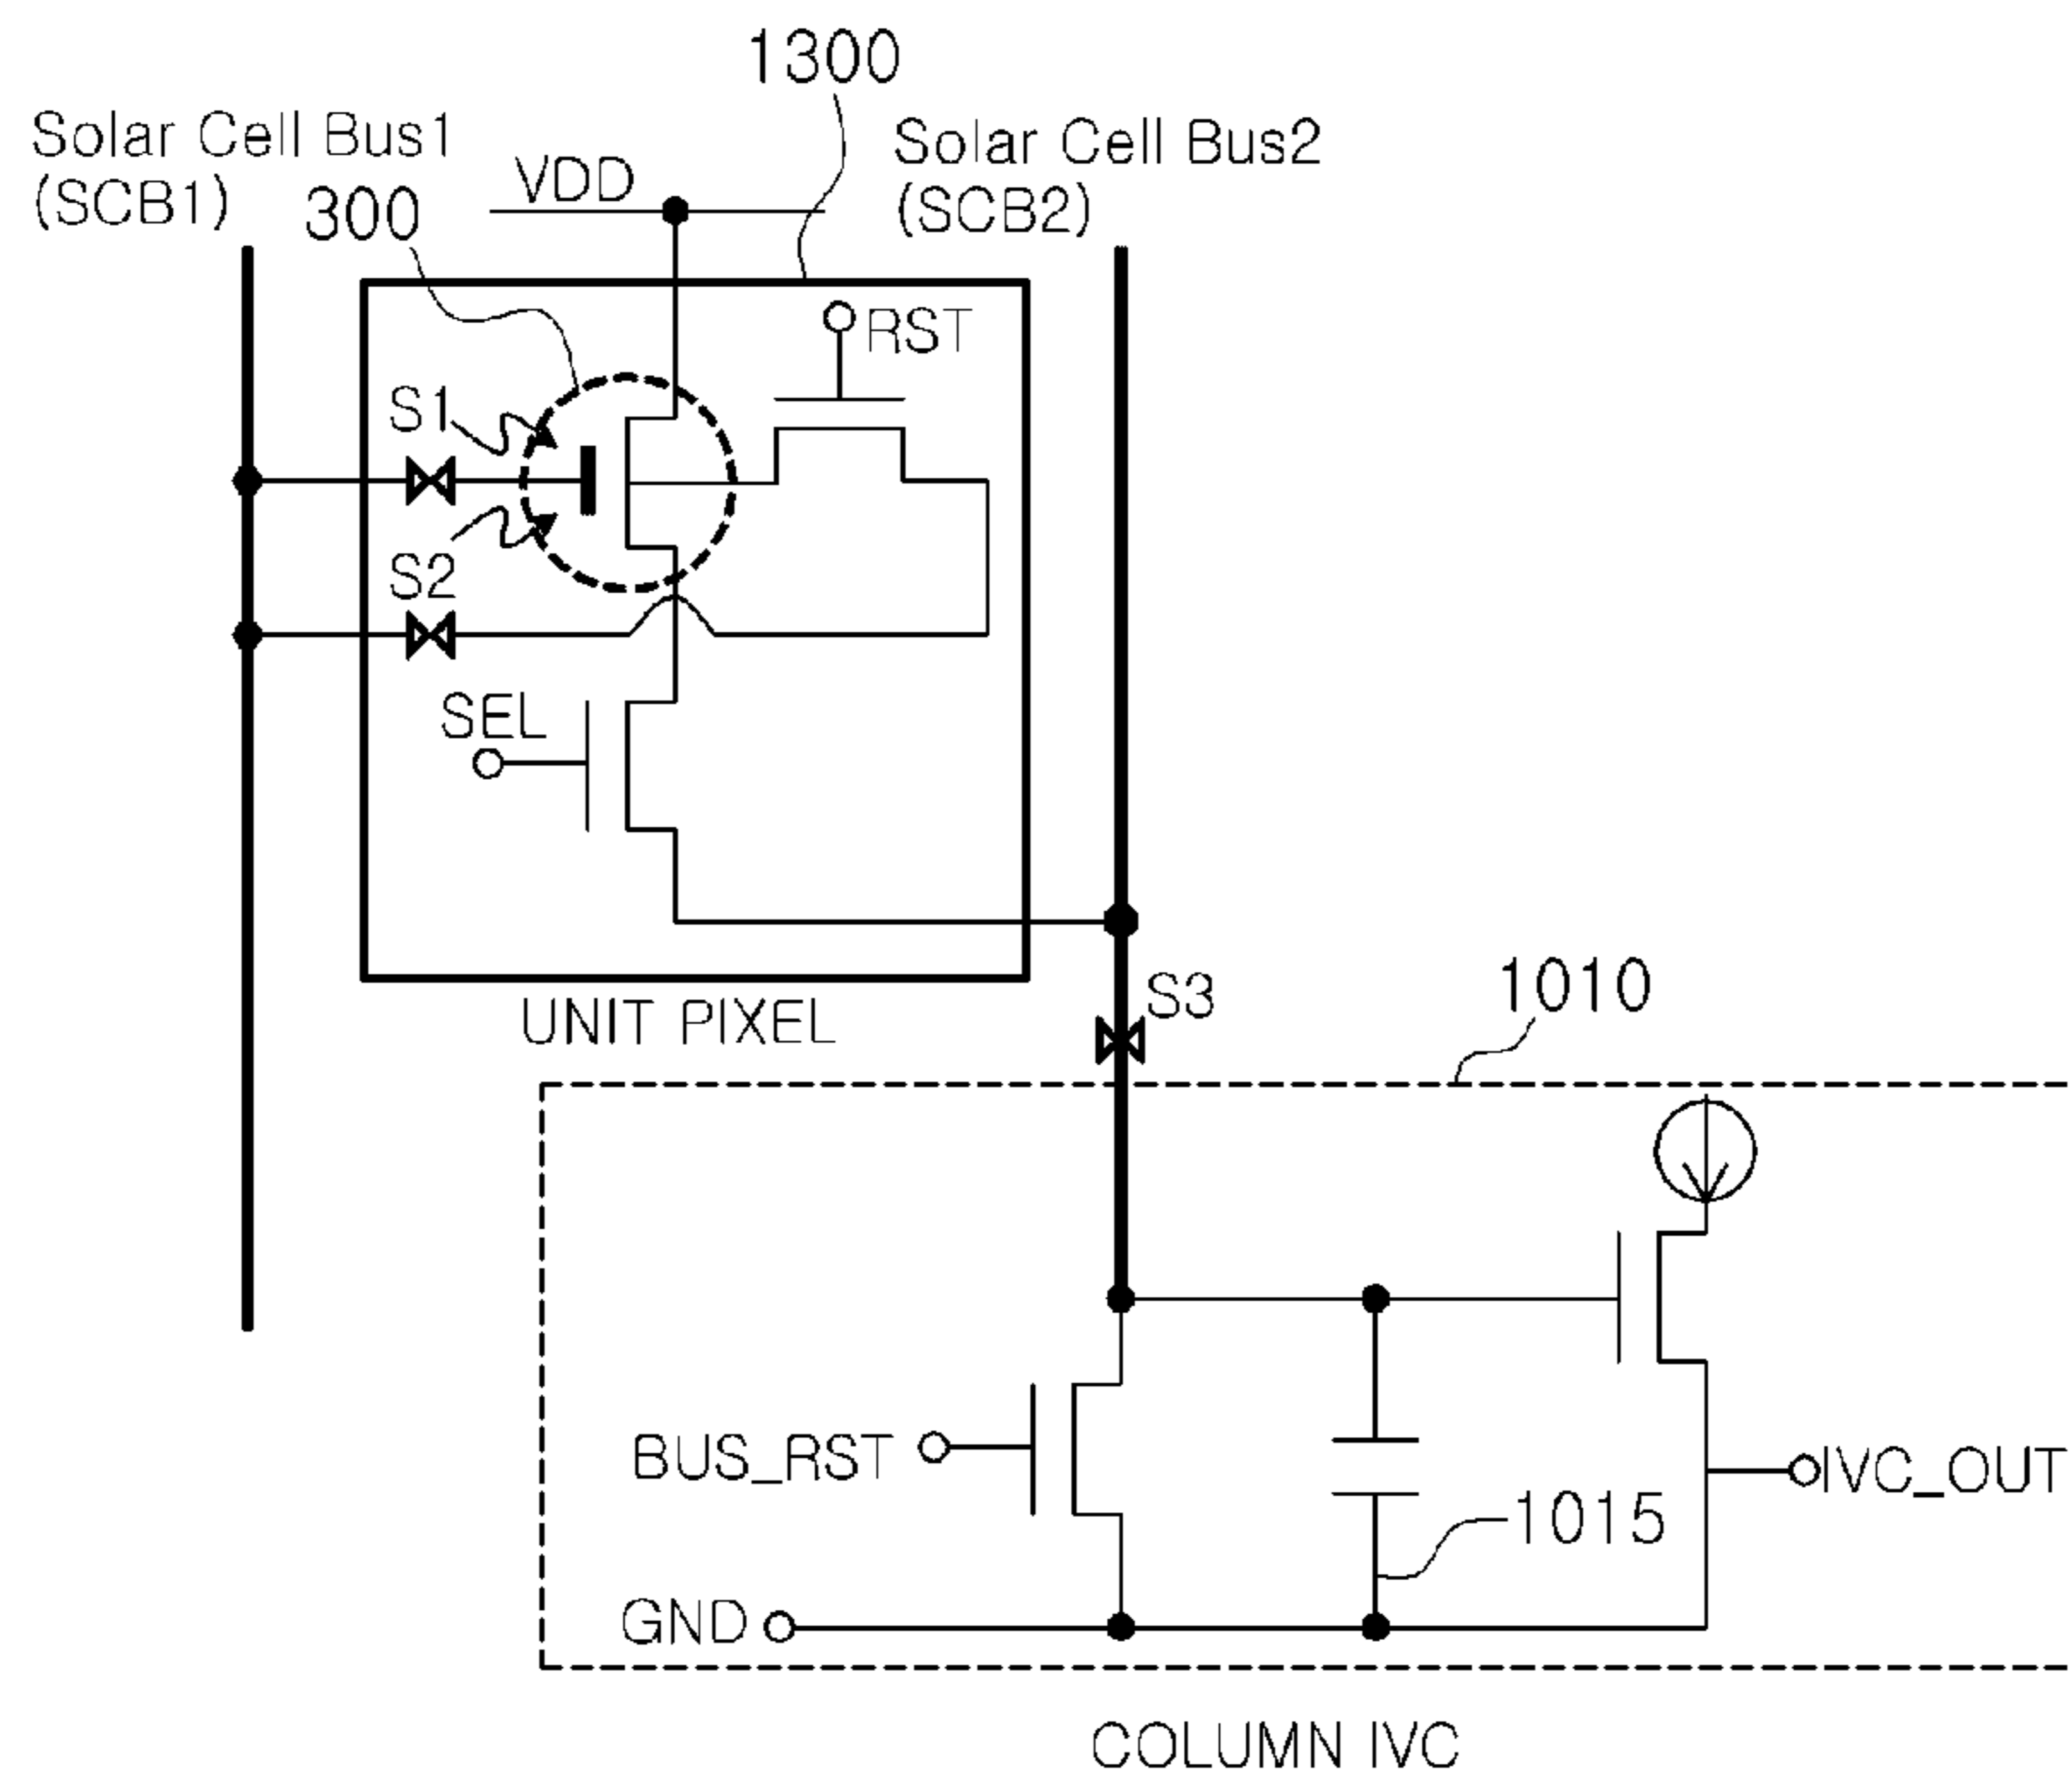 1300
Solar Cell Bus1
(SCB1)
Solar Cell Bus2
(SCB2)
VDD
300
RST
S1
S2
SEL
UNIT PIXEL
S3
1010
BUS_RST
IVC_OUT
1015
GND
COLUMN IVC